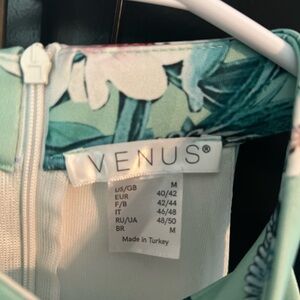 VENUS®
US/GB M
EUR 40/42
F/B 42/44
IT 46/48
RU/UA 48/50
BR M
Made in Turkey